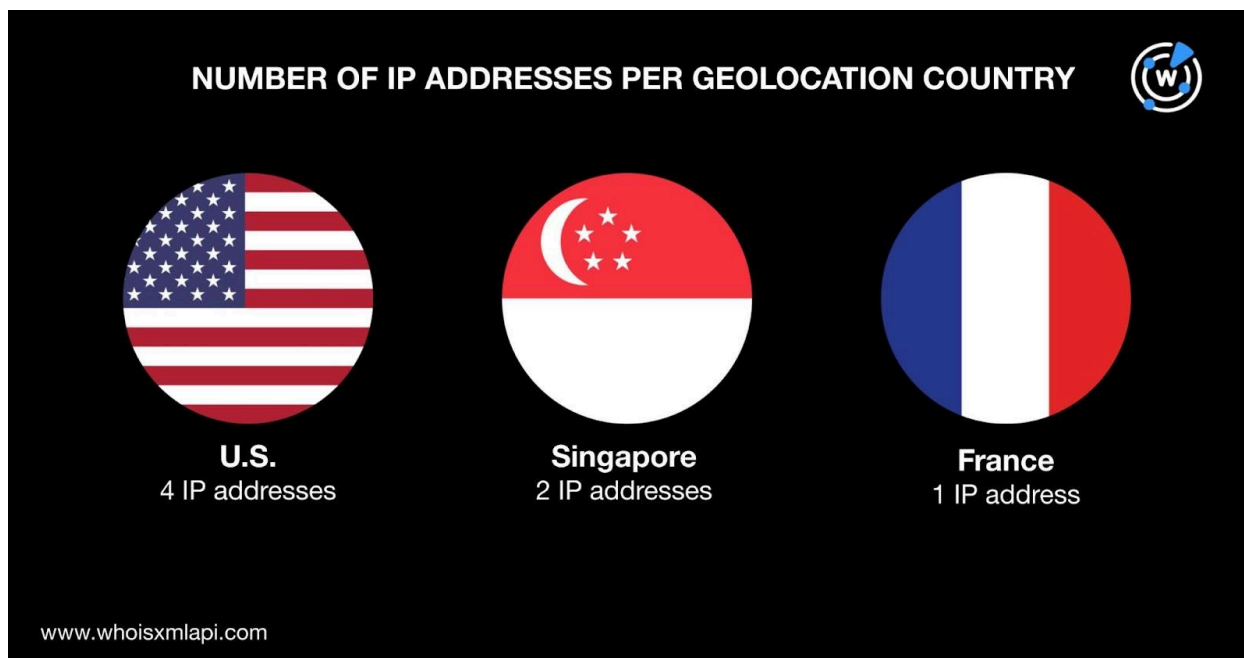 NUMBER OF IP ADDRESSES PER GEOLOCATION COUNTRY
W
U.S.
4 IP addresses
Singapore
2 IP addresses
France
1 IP address
www.whoisxmlapi.com